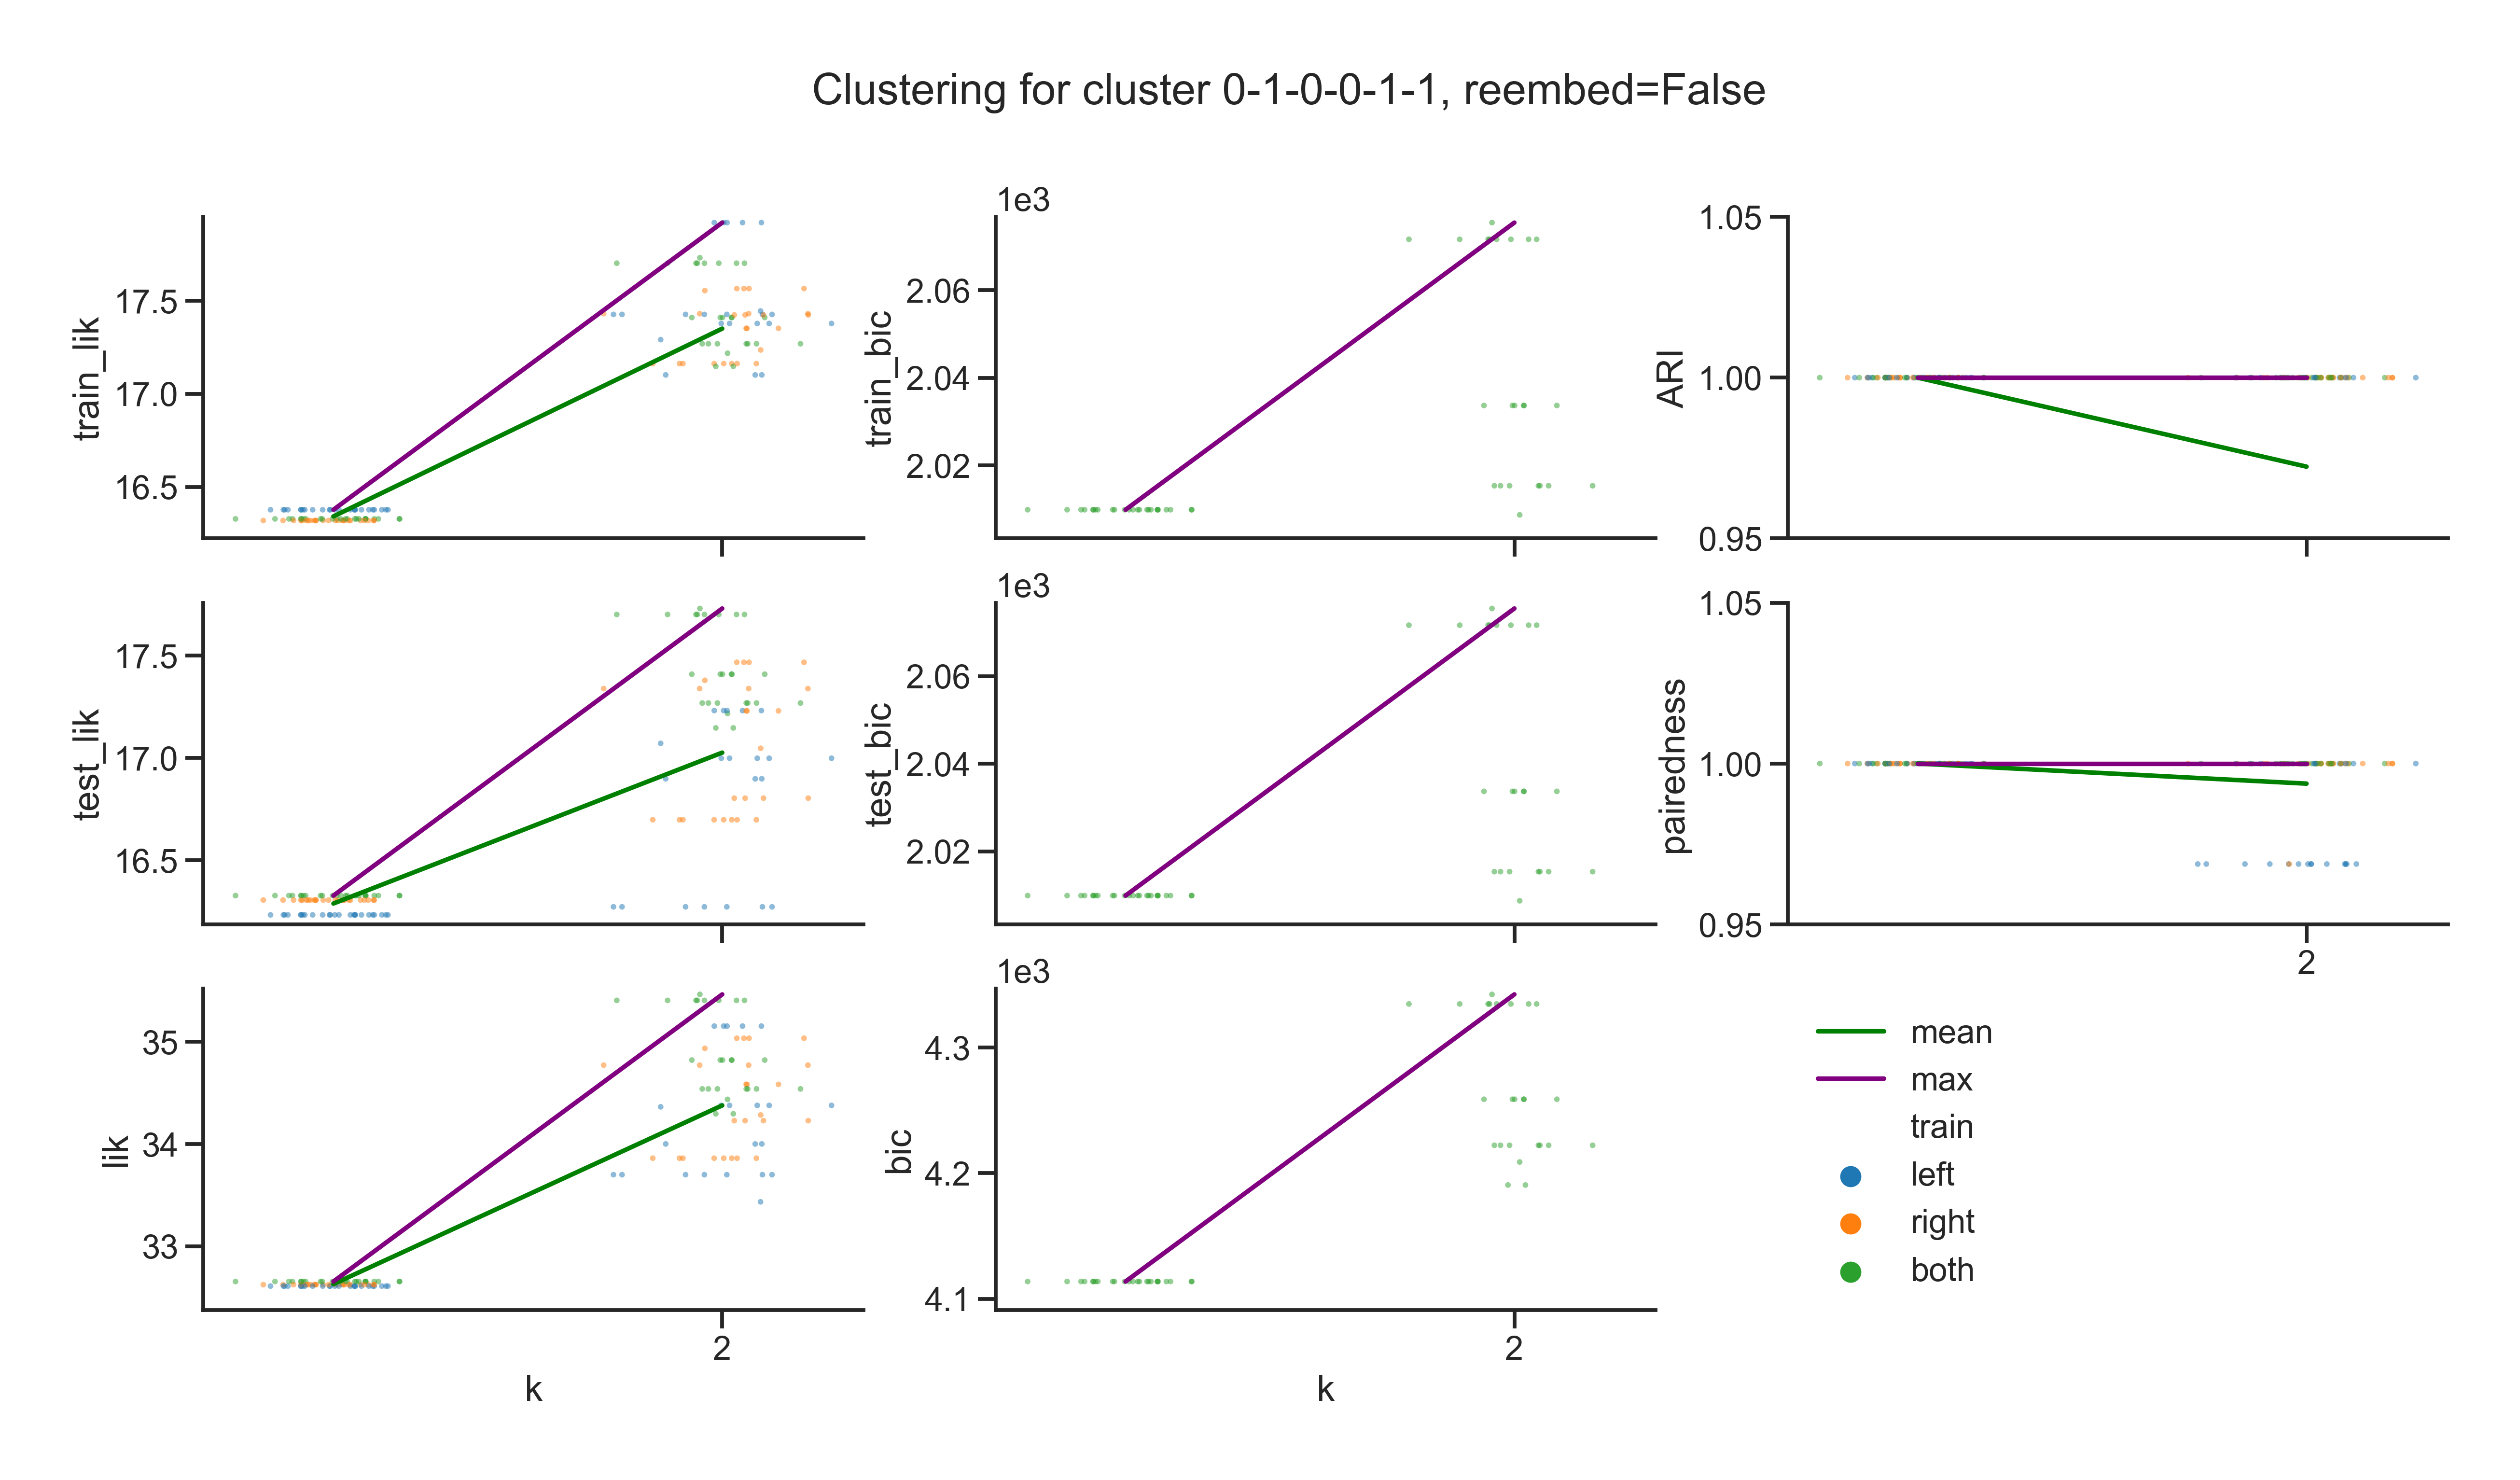 Clustering for cluster 0-1-0-0-1-1, reembed=False
train_lik
17.5
17.0
16.5
1e3
train_bic
2.06
2.04
2.02
ARI
1.05
1.00
0.95
test_lik
17.5
17.0
16.5
1e3
test_bic
2.06
2.04
2.02
pairedness
1.05
1.00
0.95
2
lik
35
34
33
2
k
1e3
bic
4.3
4.2
4.1
2
k
mean
max
train
left
right
both